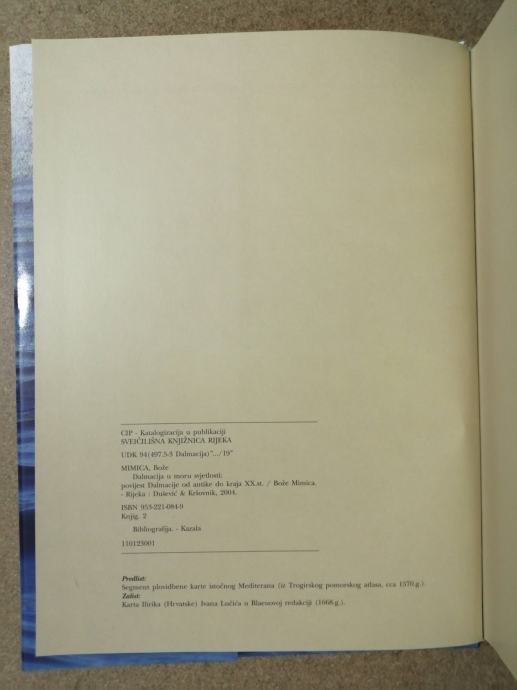 CIP - Katalogizacija u publikaciji
SVEIČILIŠNA KNJIŽNICA RIJEKA
UDK 94(497.5-3 Dalmacija)".../19"
MIMICA, Bože
Dalmacija u moru svjetlosti:
povijest Dalmacije od antike do kraja XX.st. / Bože Mimica.
- Rijeka : Dušević & Kršovnik, 2004.
ISBN 953-221-084-9
Knjig. 2
Bibliografija. - Kazala
110123001
Predlist:
Segment plovidbene karte istočnog Mediterana (iz Trogirskog pomorskog atlasa, cca 1570.g.).
Zalist:
Karta Ilirika (Hrvatske) Ivana Lučića u Blaeuovoj redakciji (1668.g.).